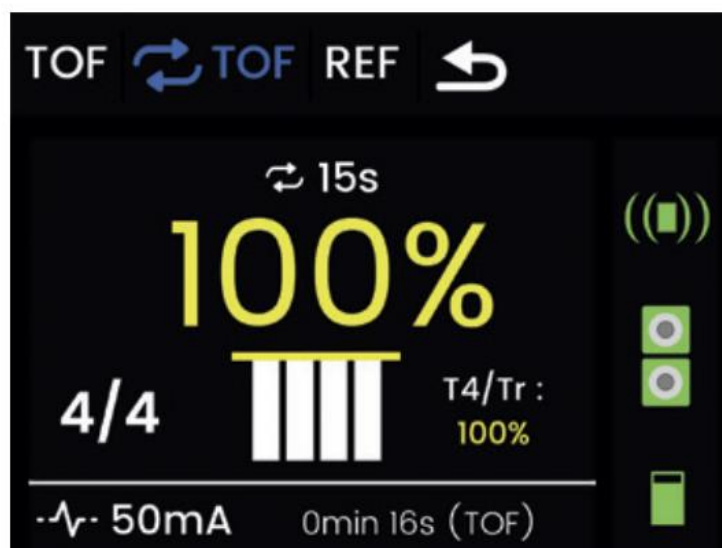 TOF TOF REF
15s
100%
4/4
T4/Tr :
100%
50mA 0min 16s (TOF)